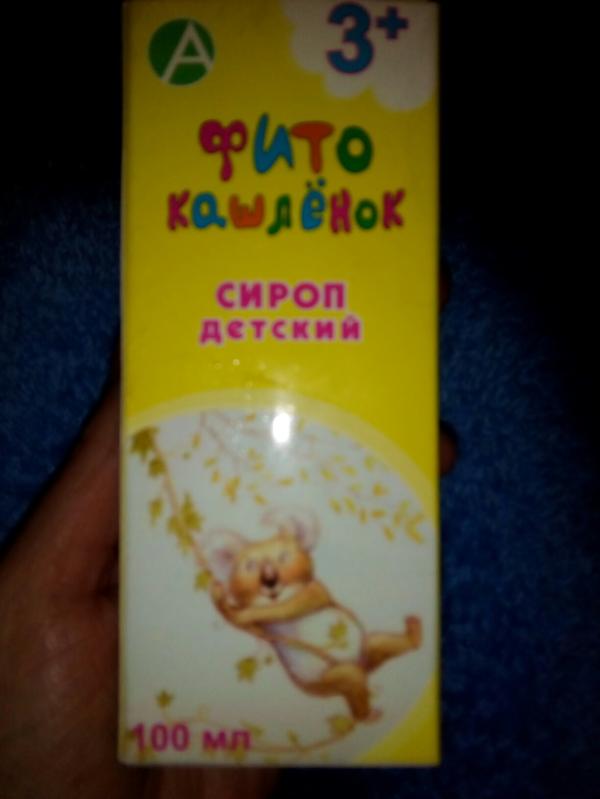 А
3+
фито
кашлёнок
СИРОП
детский
100 мл